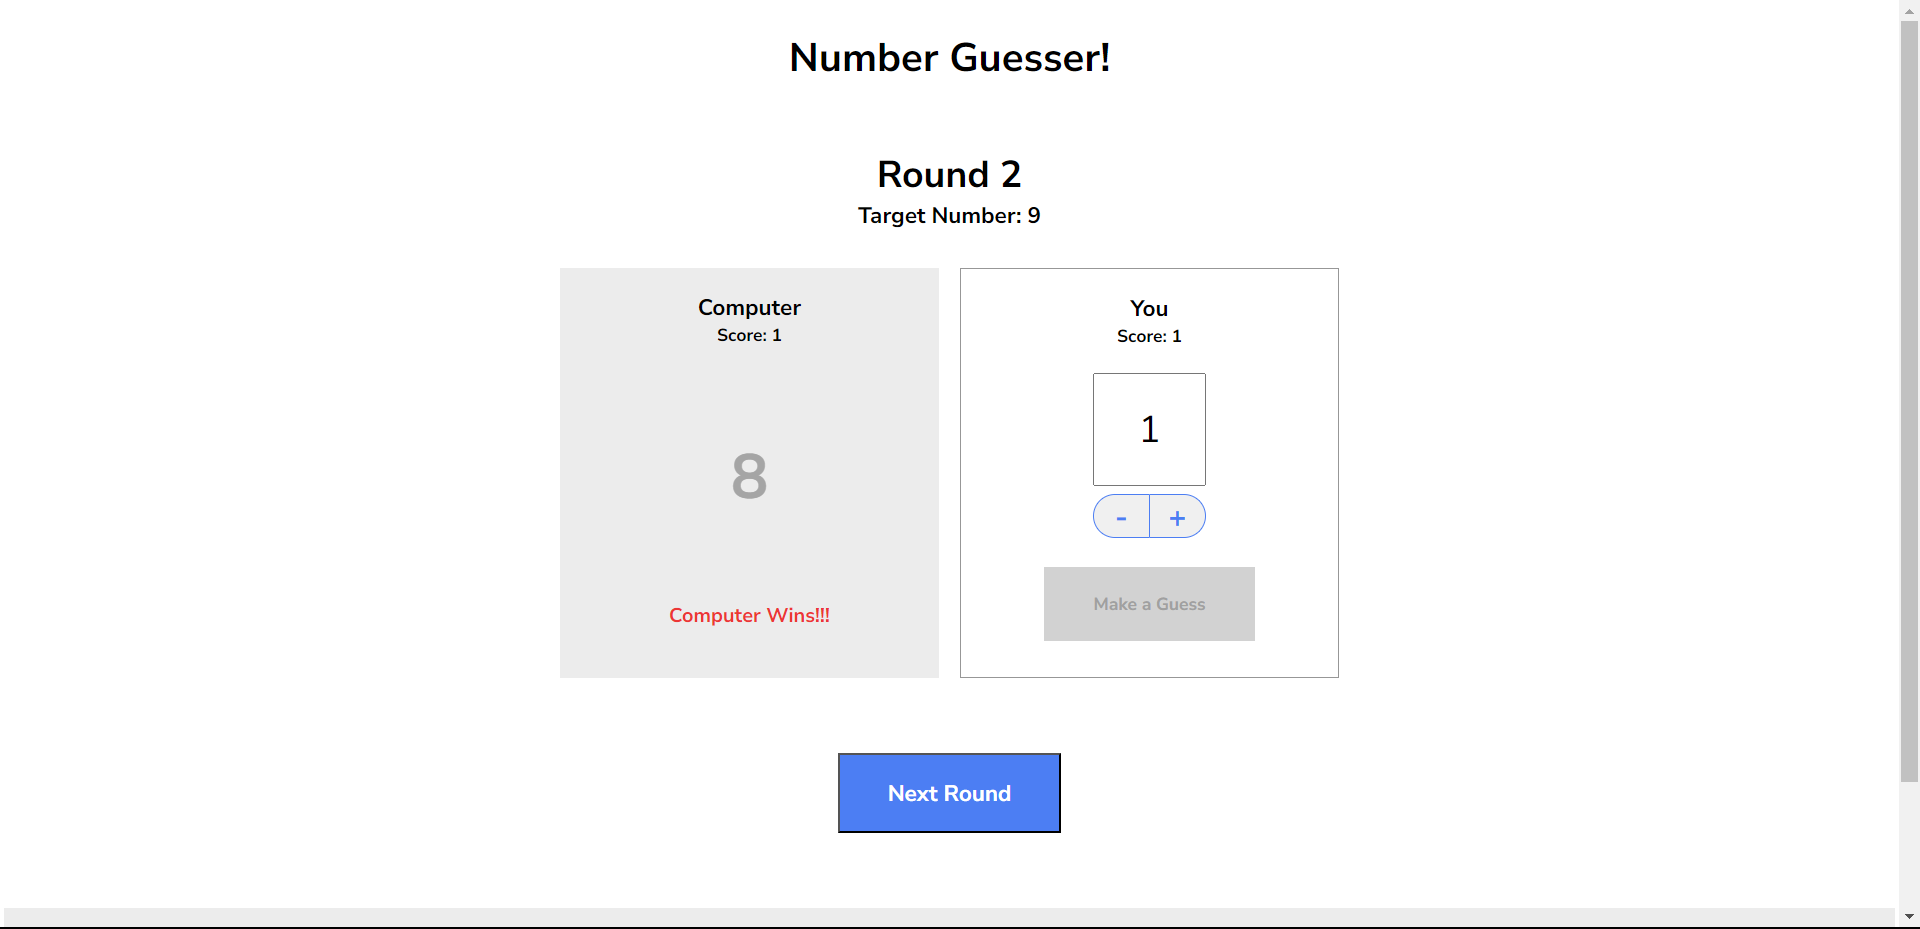 Number Guesser!
Round 2
Target Number: 9
Computer
Score: 1
8
Computer Wins!!!
You
Score: 1
1
- +
Make a Guess
Next Round